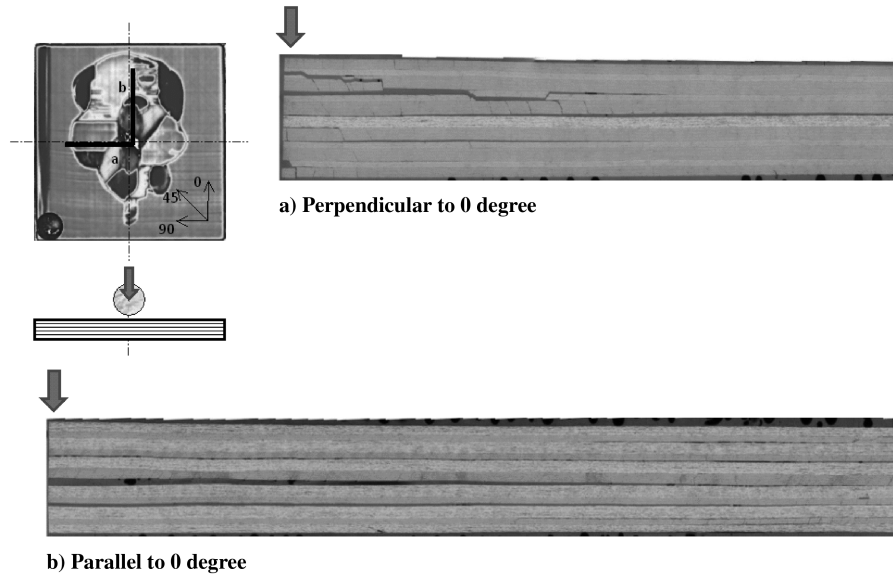 b
a
0
45
90
a) Perpendicular to 0 degree
b) Parallel to 0 degree